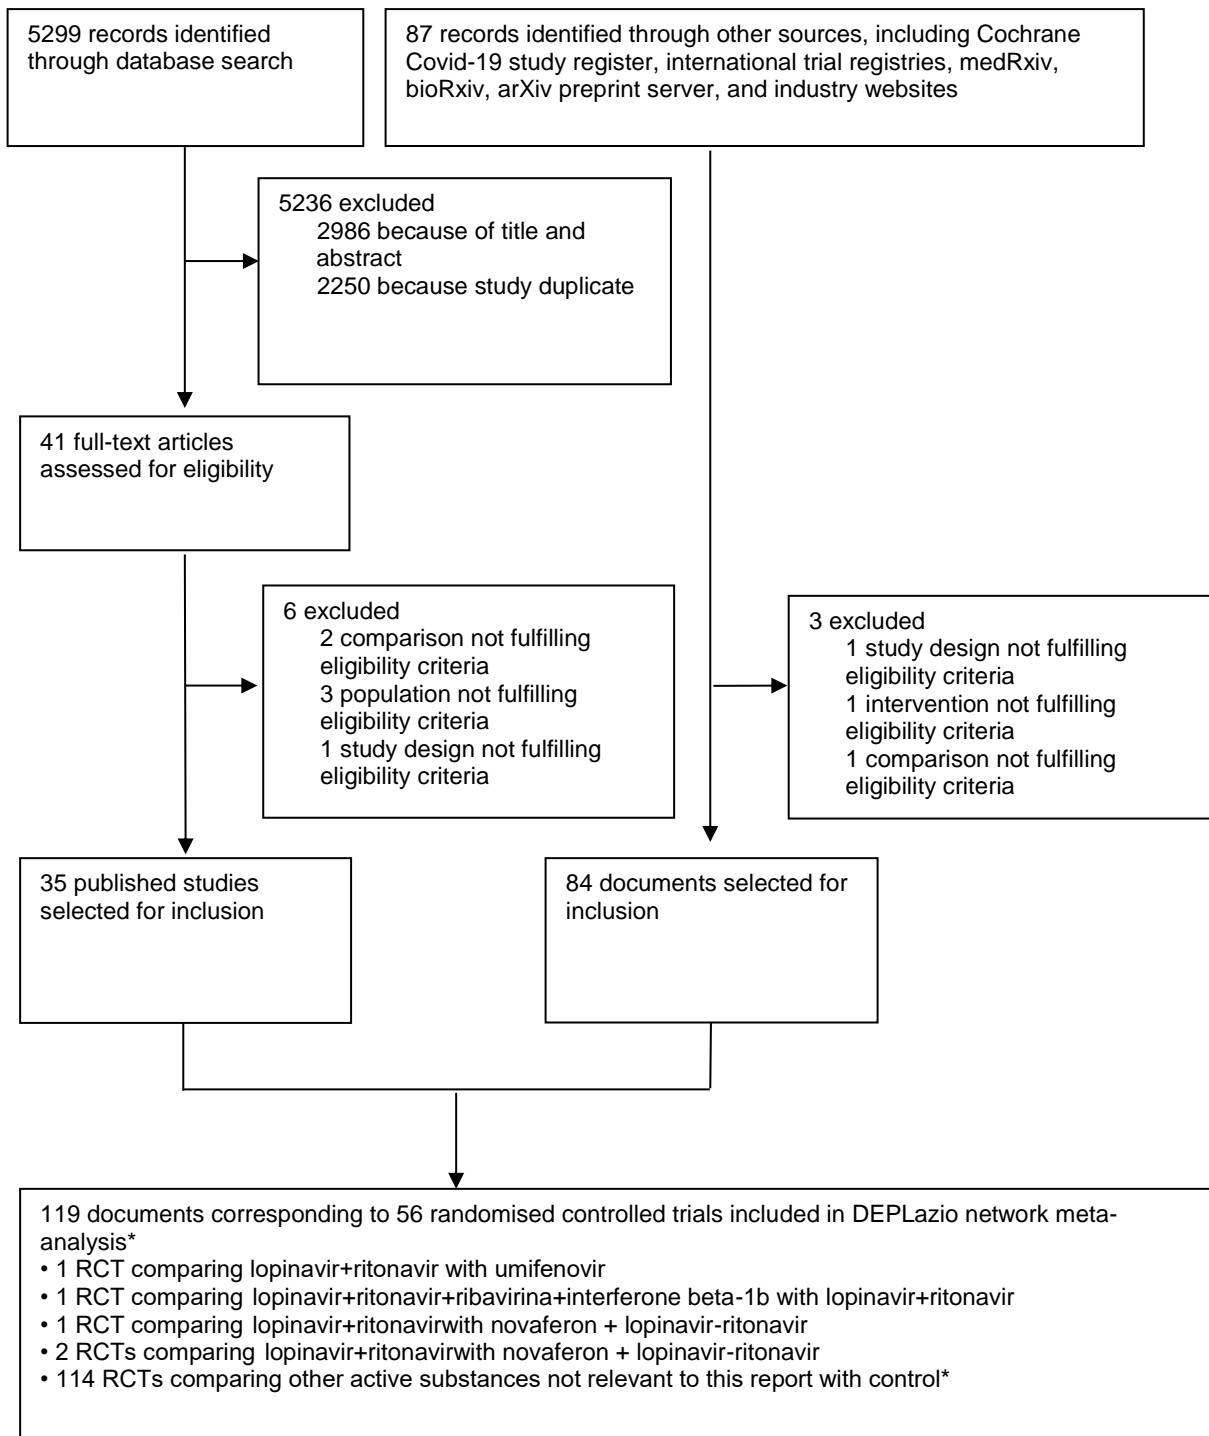 5299 records identified
through database search
87 records identified through other sources, including Cochrane
Covid-19 study register, international trial registries, medRxiv,
bioRxiv, arXiv preprint server, and industry websites
5236 excluded
2986 because of title and
abstract
2250 because study duplicate
41 full-text articles
assessed for eligibility
6 excluded
2 comparison not fulfilling
eligibility criteria
3 population not fulfilling
eligibility criteria
1 study design not fulfilling
eligibility criteria
3 excluded
1 study design not fulfilling
eligibility criteria
1 intervention not fulfilling
eligibility criteria
1 comparison not fulfilling
eligibility criteria
35 published studies
selected for inclusion
84 documents selected for
inclusion
119 documents corresponding to 56 randomised controlled trials included in DEPLazio network meta-
analysis*
• 1 RCT comparing lopinavir+ritonavir with umifenovir
• 1 RCT comparing lopinavir+ritonavir+ribavirina+interferone beta-1b with lopinavir+ritonavir
• 1 RCT comparing lopinavir+ritonavirwith novaferon + lopinavir-ritonavir
• 2 RCTs comparing lopinavir+ritonavirwith novaferon + lopinavir-ritonavir
• 114 RCTs comparing other active substances not relevant to this report with control*